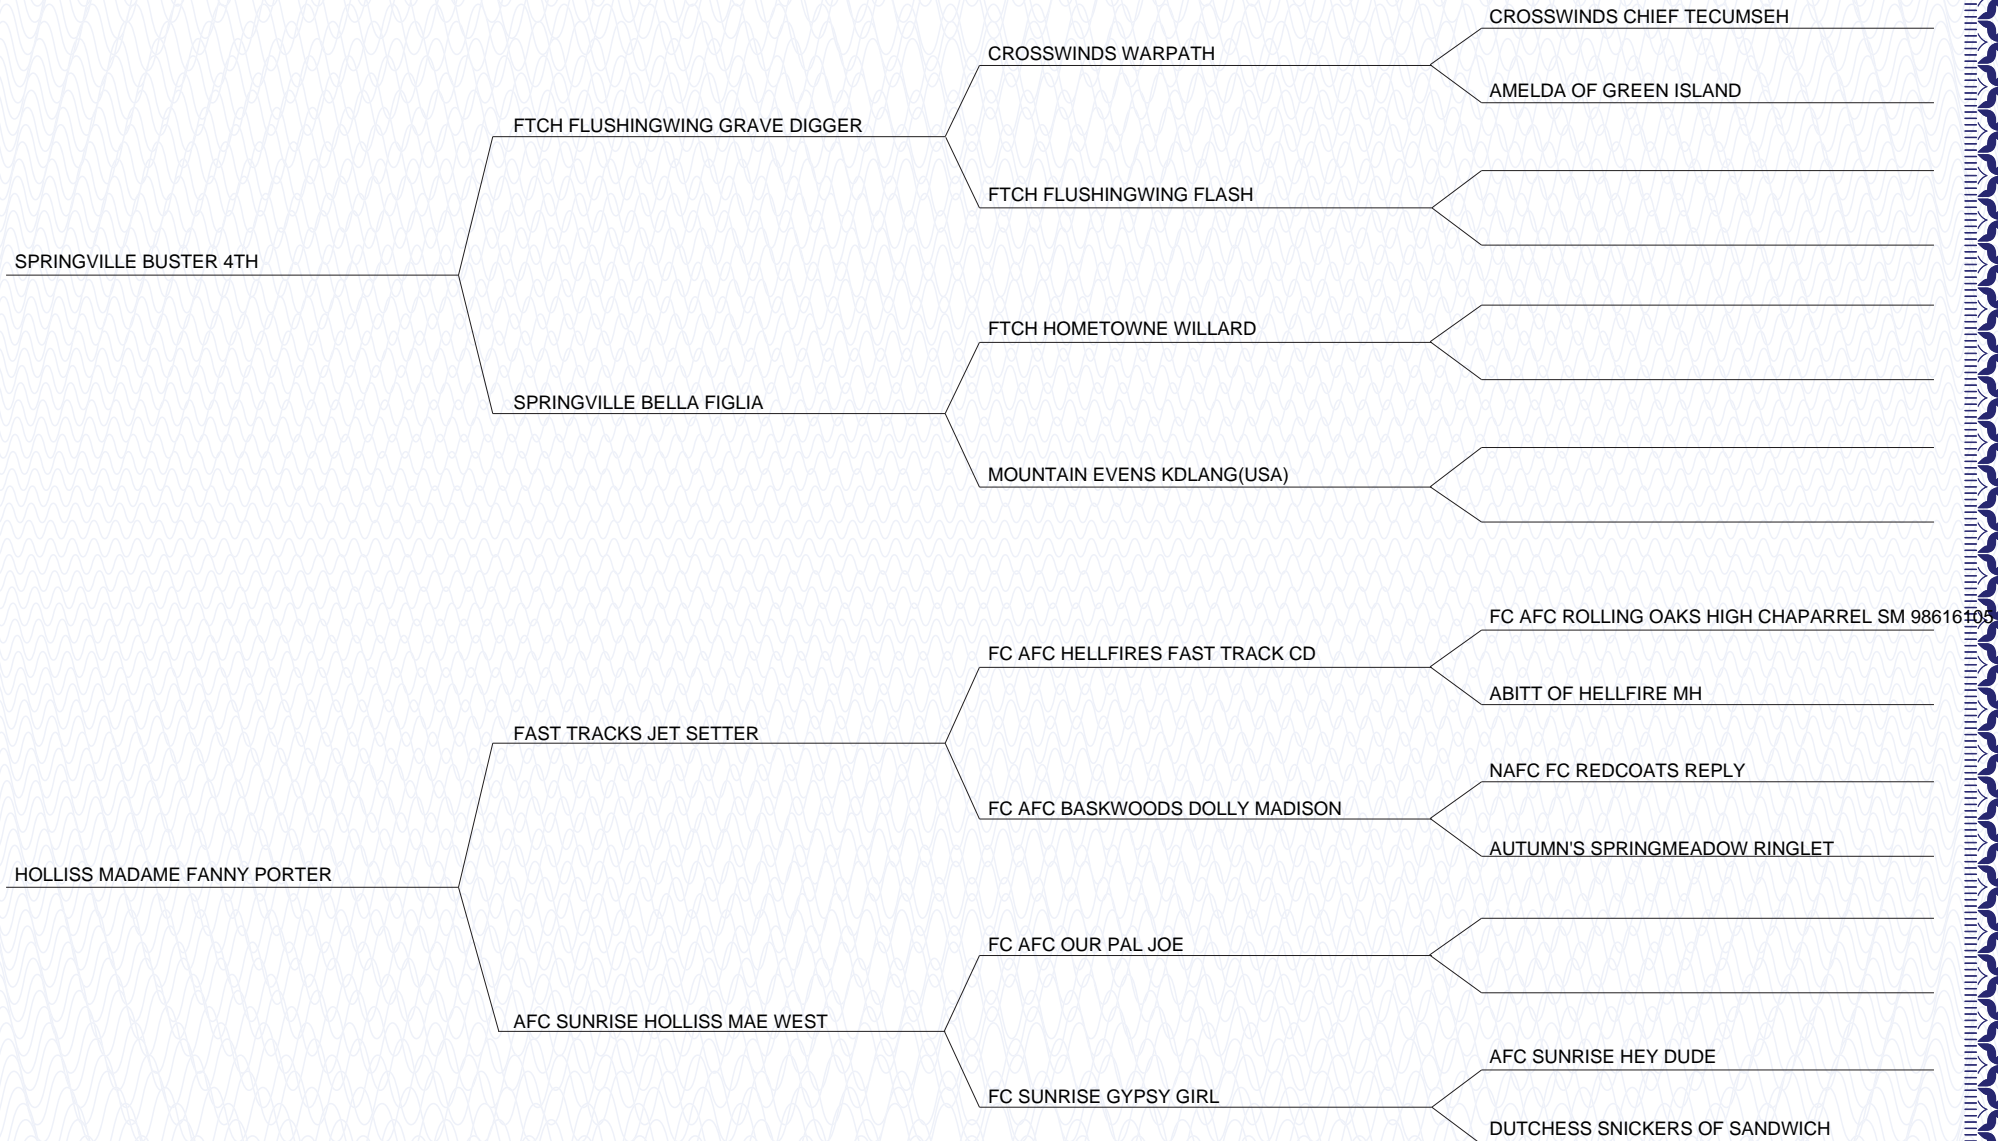 CROSSWINDS CHIEF TECUMSEH
CROSSWINDS WARPATH
AMELDA OF GREEN ISLAND
FTCH FLUSHINGWING GRAVE DIGGER
FTCH FLUSHINGWING FLASH
SPRINGVILLE BUSTER 4TH
FTCH HOMETOWNE WILLARD
SPRINGVILLE BELLA FIGLIA
MOUNTAIN EVENS KDLANG(USA)
FC AFC ROLLING OAKS HIGH CHAPARREL SM 98616105
FC AFC HELLFIRES FAST TRACK CD
ABITT OF HELLFIRE MH
FAST TRACKS JET SETTER
NAFC FC REDCOATS REPLY
FC AFC BASKWOODS DOLLY MADISON
AUTUMN'S SPRINGMEADOW RINGLET
HOLLISS MADAME FANNY PORTER
FC AFC OUR PAL JOE
AFC SUNRISE HOLLISS MAE WEST
AFC SUNRISE HEY DUDE
FC SUNRISE GYPSY GIRL
DUTCHESS SNICKERS OF SANDWICH